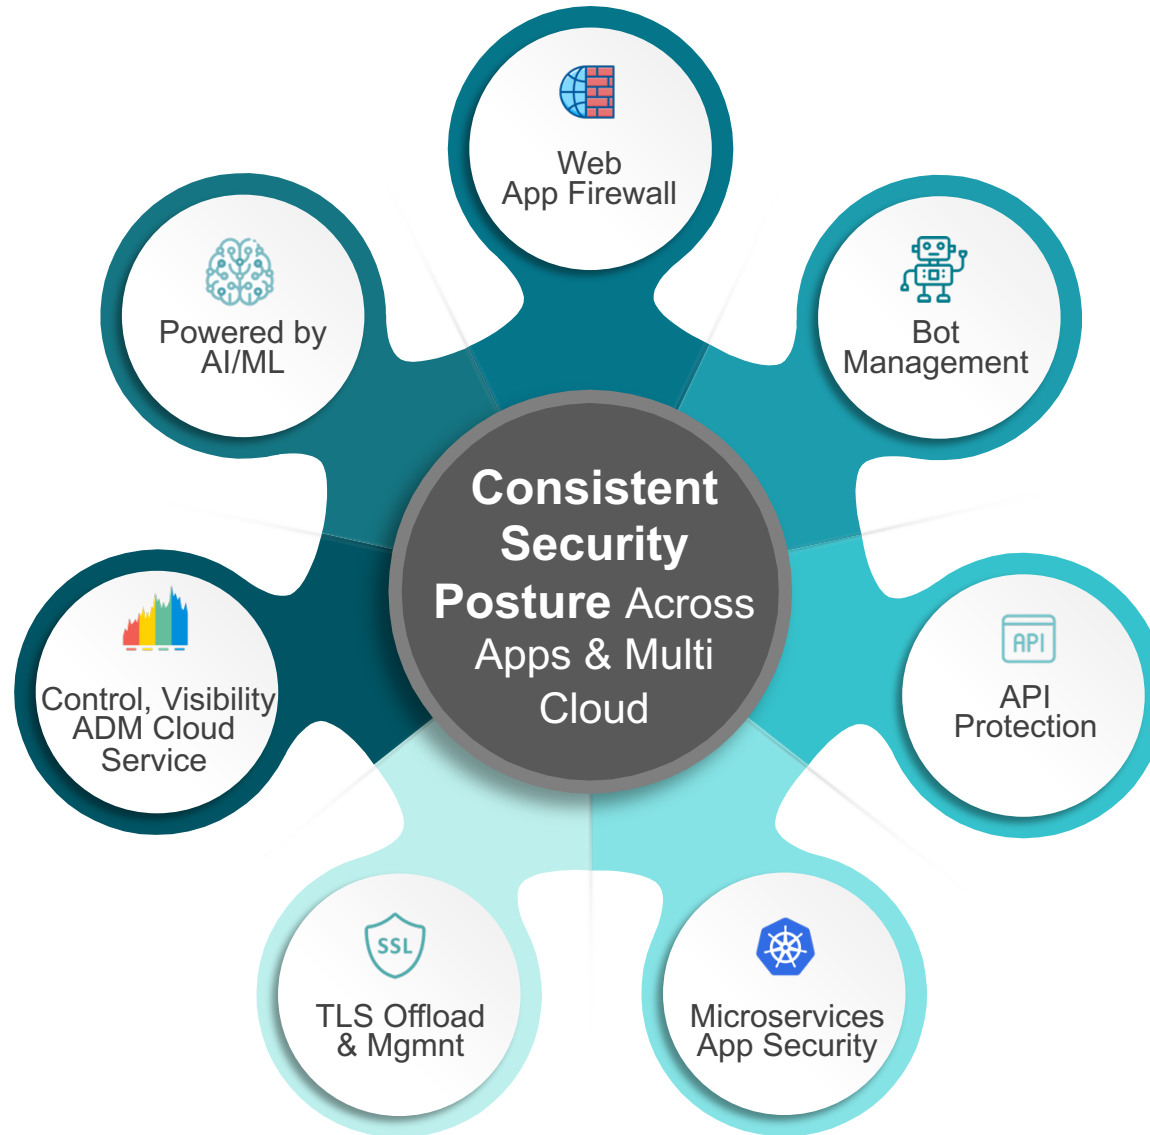 Web
App Firewall
Powered by
AI/ML
Bot
Management
Consistent
Security
Posture Across
Apps & Multi
Cloud
Control, Visibility
ADM Cloud
Service
API
API
Protection
SSL
TLS Offload
& Mgmnt
Microservices
App Security